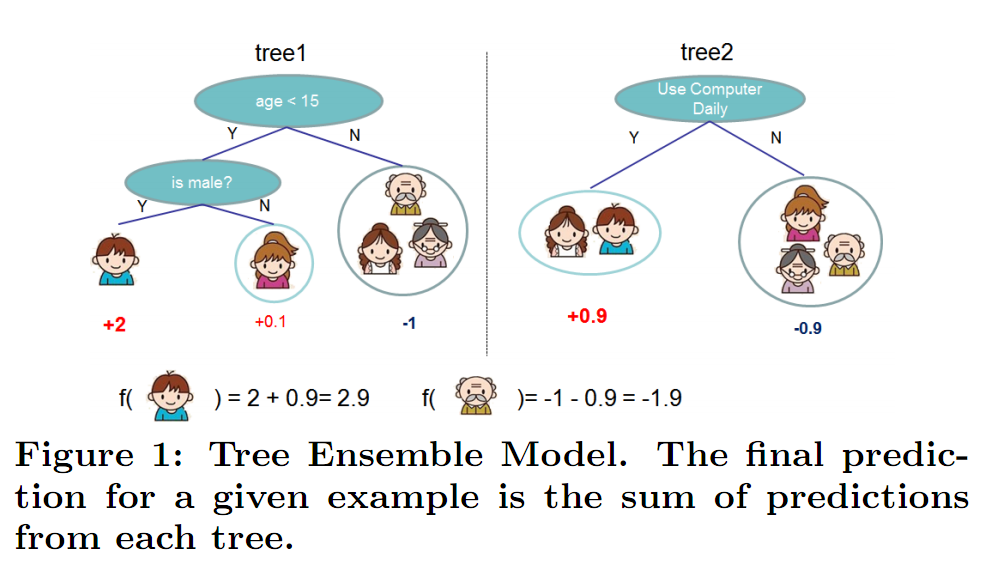 tree1
tree2
age < 15
Use Computer
Daily
Y
N
Y
N
is male?
Y
N
+2
+0.1
-1
+0.9
-0.9
f( ) = 2 + 0.9= 2.9
f( )= -1 - 0.9 = -1.9
Figure 1: Tree Ensemble Model. The final predic-
tion for a given example is the sum of predictions
from each tree.